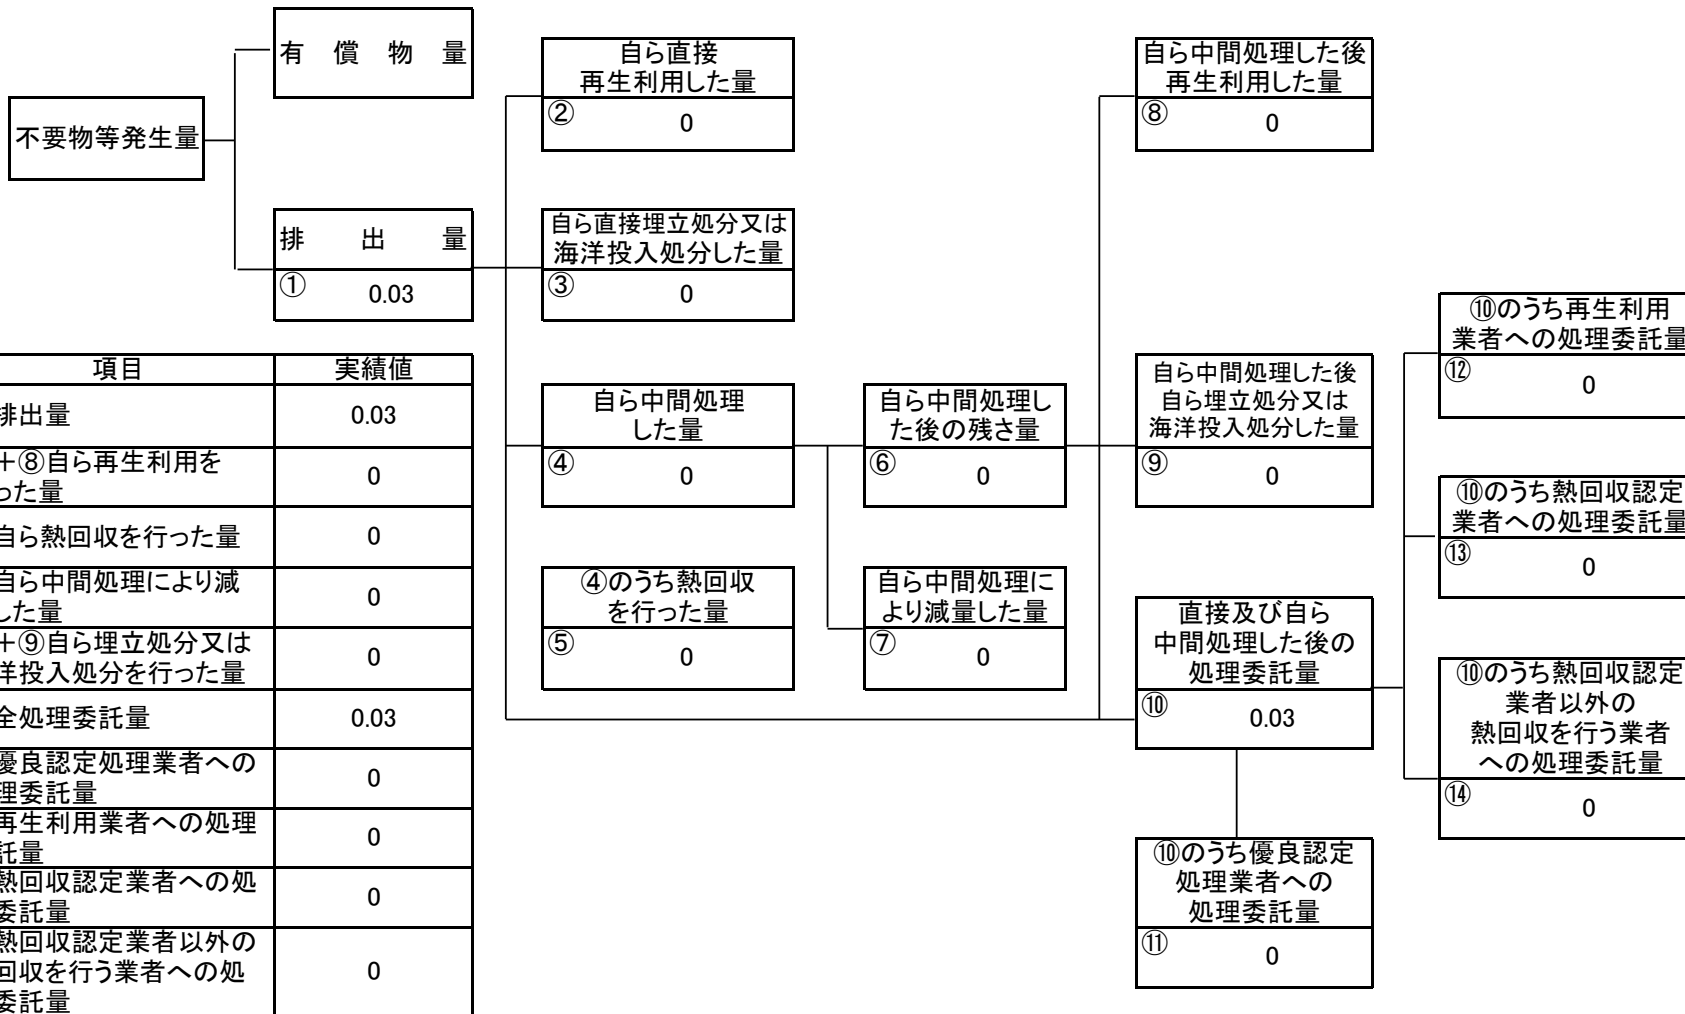 有償物量
不要物等発生量
排出量
① 0.03
自ら直接
再生利用した量
② 0
自ら直接埋立処分又は
海洋投入処分した量
③ 0
自ら中間処理
した量
④ 0
④のうち熱回収
を行った量
⑤ 0
自ら中間処理し
た後の残さ量
⑥ 0
自ら中間処理に
より減量した量
⑦ 0
自ら中間処理した後
再生利用した量
⑧ 0
自ら中間処理した後
自ら埋立処分又は
海洋投入処分した量
⑨ 0
直接及び自ら
中間処理した後の
処理委託量
⑩ 0.03
⑩のうち優良認定
処理業者への
処理委託量
⑪ 0
⑩のうち再生利用
業者への処理委託量
⑫ 0
⑩のうち熱回収認定
業者への処理委託量
⑬ 0
⑩のうち熱回収認定
業者以外の
熱回収を行う業者
への処理委託量
⑭ 0
項目 実績値
排出量 0.03
+⑧自ら再生利用を
った量 0
自ら熱回収を行った量 0
自ら中間処理により減
した量 0
+⑨自ら埋立処分又は
洋投入処分を行った量 0
全処理委託量 0.03
優良認定処理業者への
理委託量 0
再生利用業者への処理
託量 0
熱回収認定業者への処
委託量 0
熱回収認定業者以外の
回収を行う業者への処
委託量 0